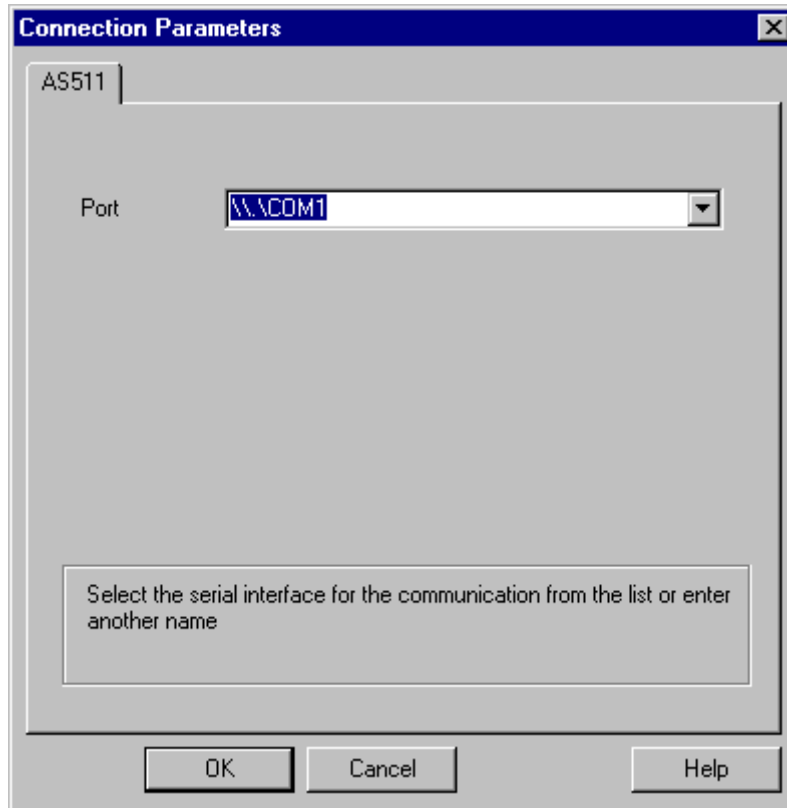 Connection Parameters
AS511
Port
\\.\COM1
Select the serial interface for the communication from the list or enter
another name
OK
Cancel
Help